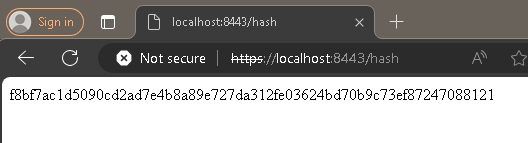 Sign in
localhost:8443/hash
Not secure
https://localhost:8443/hash
f8bf7ac1d5090cd2ad7e4b8a89e727da312fe03624bd70b9c73ef87247088121